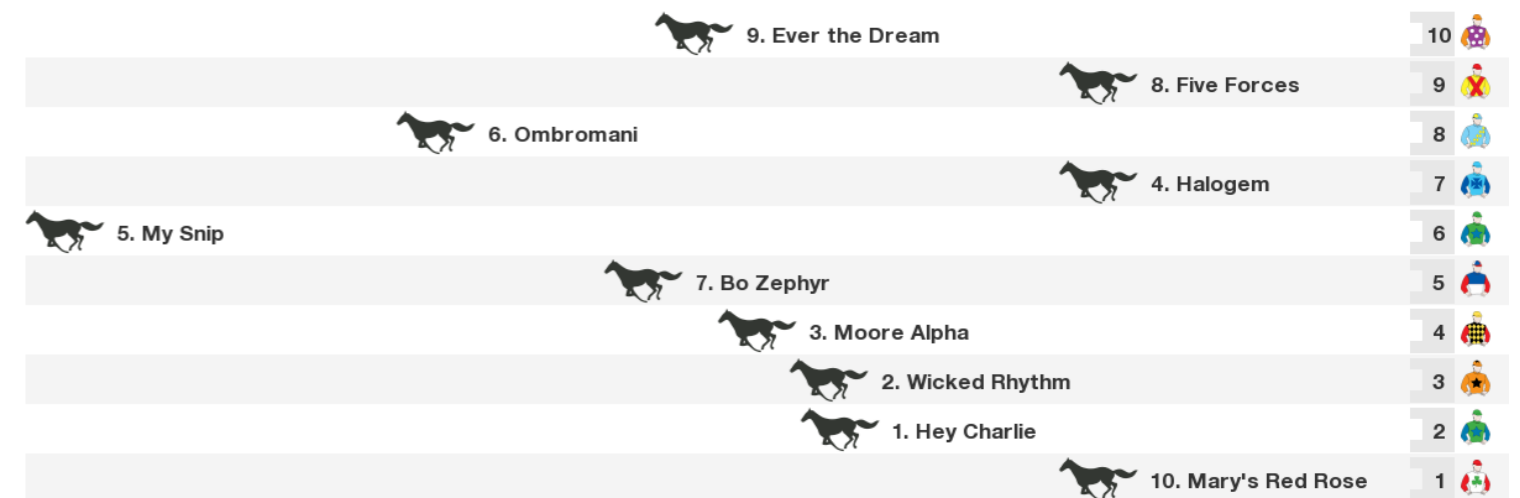 9. Ever the Dream 10
8. Five Forces 9
6. Ombromani 8
4. Halogem 7
5. My Snip 6
7. Bo Zephyr 5
3. Moore Alpha 4
2. Wicked Rhythm 3
1. Hey Charlie 2
10. Mary's Red Rose 1